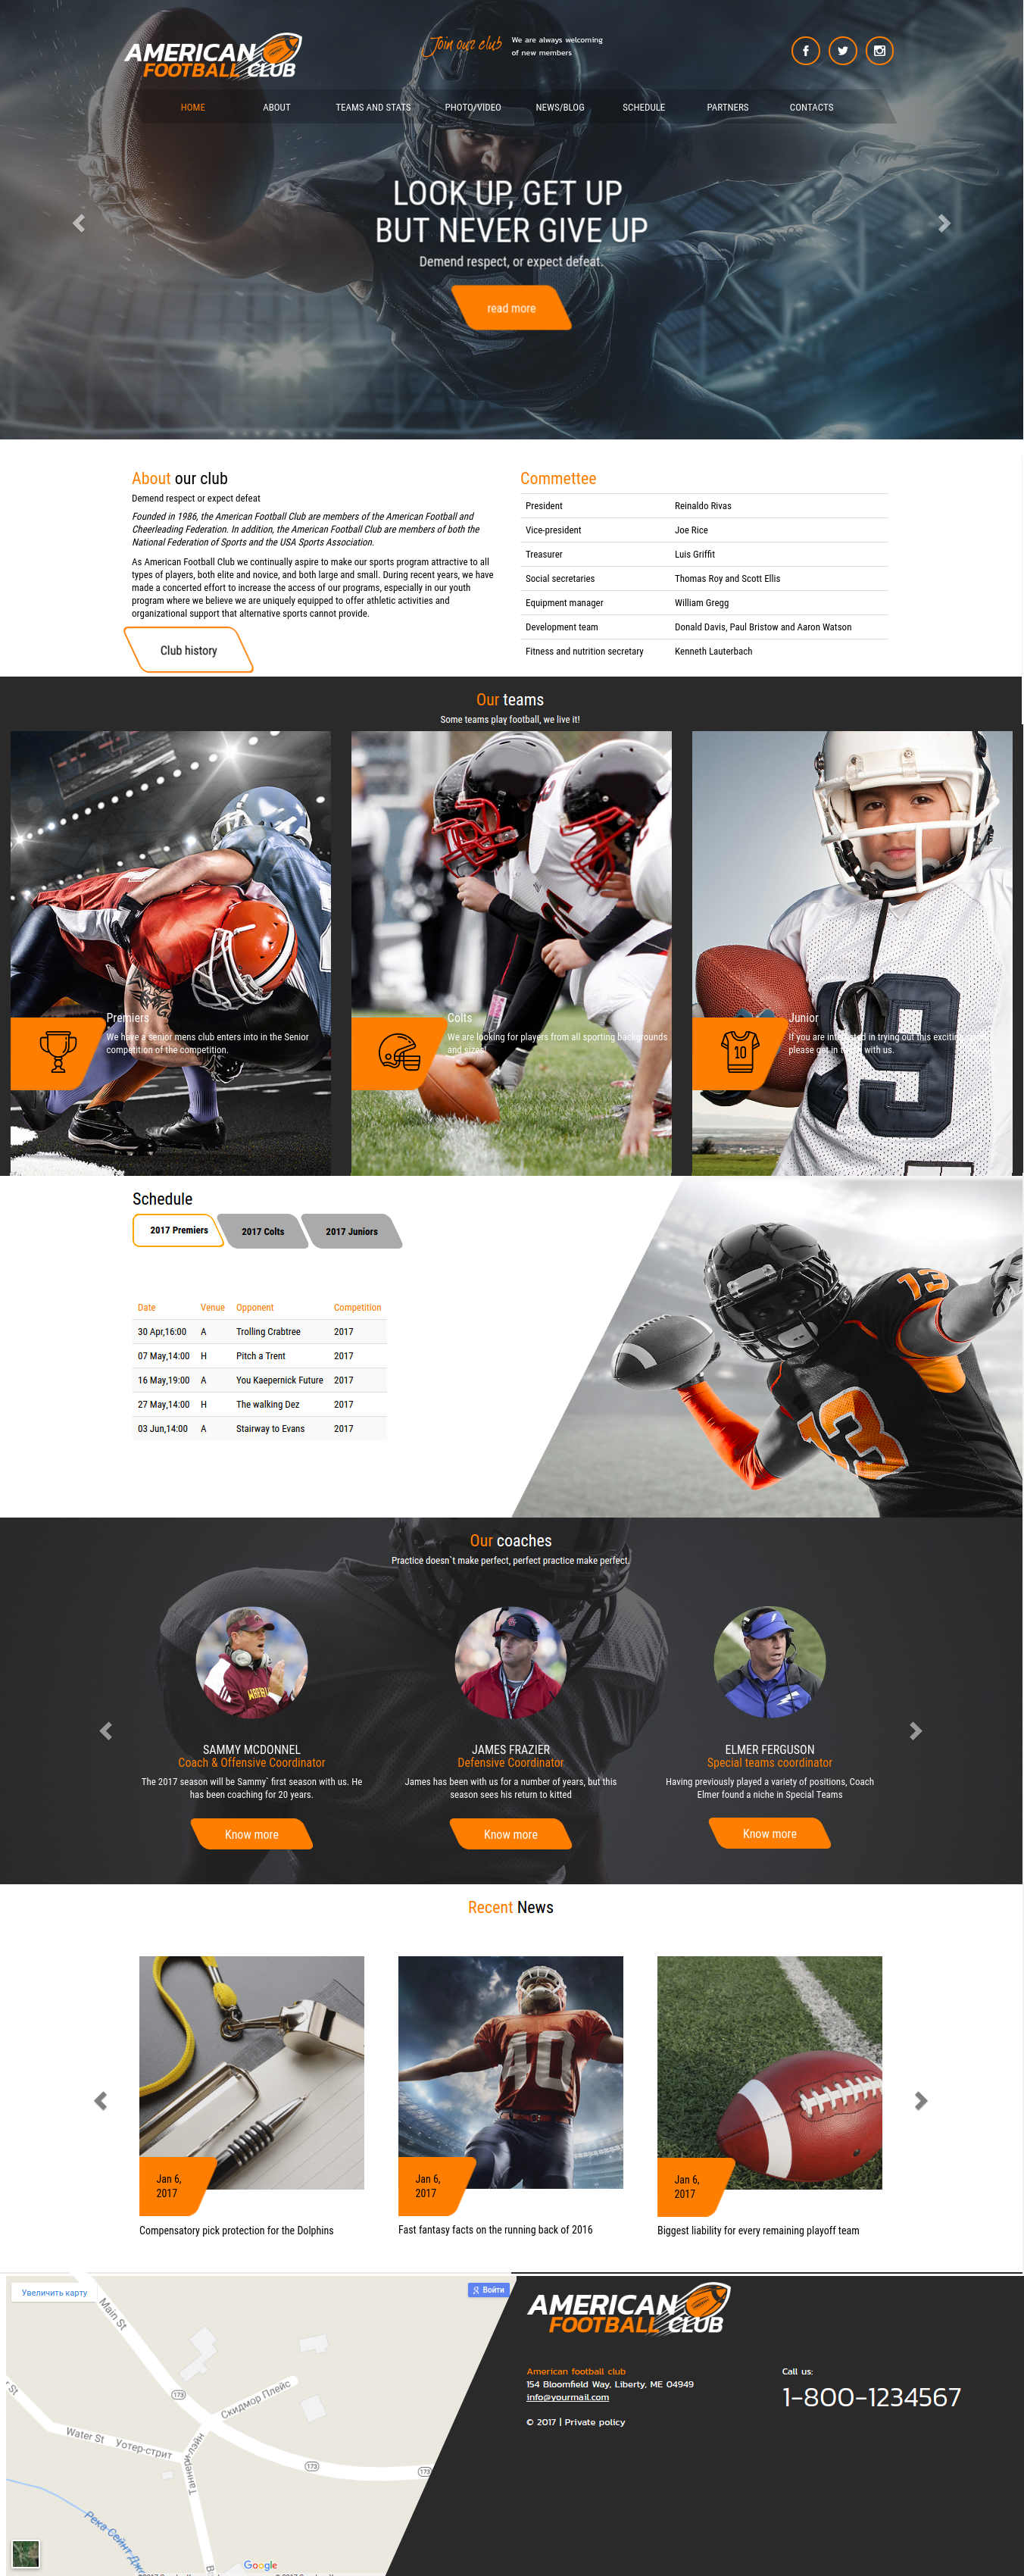 AMERICAN
FOOTBALL CLUB
Join our club
We are always welcoming
of new members
HOME
ABOUT
TEAMS AND STATS
PHOTO/VIDEO
NEWS/BLOG
SCHEDULE
PARTNERS
CONTACTS
LOOK UP, GET UP
BUT NEVER GIVE UP
Demend respect, or expect defeat.
read more
About our club
Demend respect or expect defeat
Founded in 1986, the American Football Club are members of the American Football and
Cheerleading Federation. In addition, the American Football Club are members of both the
National Federation of Sports and the USA Sports Association.
As American Football Club we continually aspire to make our sports program attractive to all
types of players, both elite and novice, and both large and small. During recent years, we have
made a concerted effort to increase the access of our programs, especially in our youth
program where we believe we are uniquely equipped to offer athletic activities and
organizational support that alternative sports cannot provide.
Club history
Commettee
President Reinaldo Rivas
Vice-president Joe Rice
Treasurer Luis Griffit
Social secretaries Thomas Roy and Scott Ellis
Equipment manager William Gregg
Development team Donald Davis, Paul Bristow and Aaron Watson
Fitness and nutrition secretary Kenneth Lauterbach
Our teams
Some teams play football, we live it!
Premiers
We have a senior mens club enters into in the Senior
competition of the competition.
Colts
We are looking for players from all sporting backgrounds
and sizes!
10
Junior
If you are interested in trying out this
please get in with us.
9
Schedule
2017 Premiers
2017 Colts
2017 Juniors
Date Venue Opponent Competition
30 Apr,16:00 A Trolling Crabtree 2017
07 May,14:00 H Pitch a Trent 2017
16 May,19:00 A You Kaepernick Future 2017
27 May,14:00 H The walking Dez 2017
03 Jun,14:00 A Stairway to Evans 2017
13
13
Our coaches
Practice doesn`t make perfect, perfect practice make perfect.
SAMMY MCDONNEL
Coach & Offensive Coordinator
The 2017 season will be Sammy` first season with us. He
has been coaching for 20 years.
Know more
JAMES FRAZIER
Defensive Coordinator
James has been with us for a number of years, but this
season sees his return to kitted
Know more
ELMER FERGUSON
Special teams coordinator
Having previously played a variety of positions, Coach
Elmer found a niche in Special Teams
Know more
Recent News
40
Jan 6,
2017
Compensatory pick protection for the Dolphins
Jan 6,
2017
Fast fantasy facts on the running back of 2016
Jan 6,
2017
Biggest liability for every remaining playoff team
Увеличить карту
Войти
Main St
173
Скидмор Плейс
Water St
Уотер-стрит
173
173
Google
AMERICAN
FOOTBALL CLUB
American football club
154 Bloomfield Way, Liberty, ME 04949
info@yourmail.com
© 2017 | Private policy
Call us:
1-800-1234567